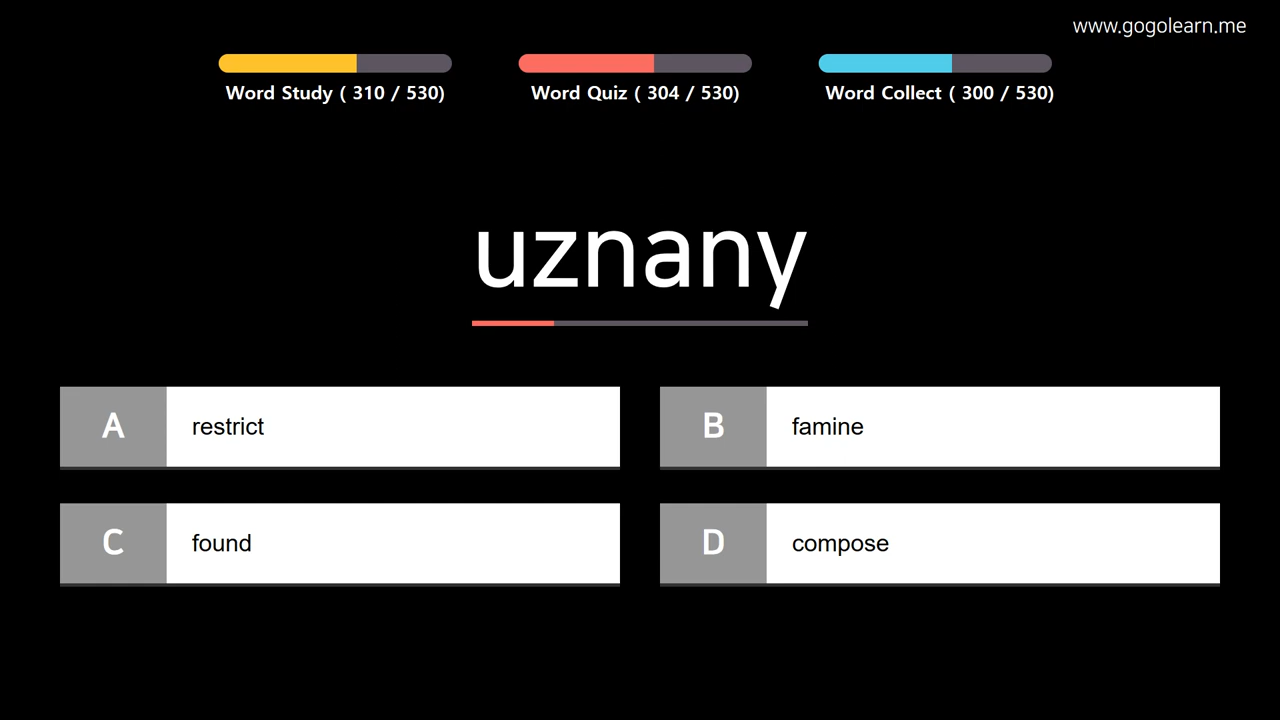 www.gogolearn.me
Word Study ( 310 / 530)
Word Quiz ( 304 / 530)
Word Collect ( 300 / 530)
uznany
A restrict
B famine
C found
D compose